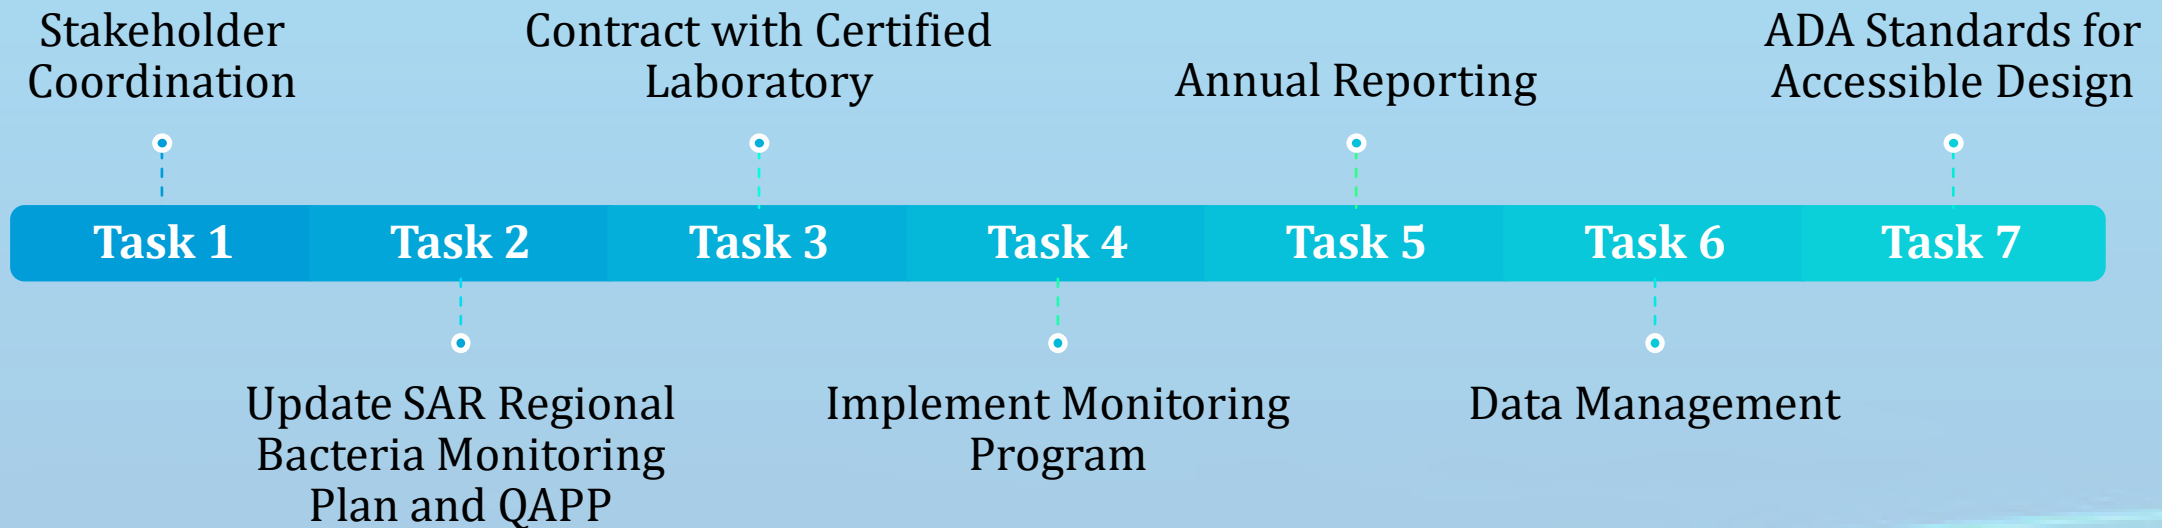 Stakeholder
Coordination
Contract with Certified
Laboratory
Annual Reporting
ADA Standards for
Accessible Design
Task 1
Task 2
Task 3
Task 4
Task 5
Task 6
Task 7
Update SAR Regional
Bacteria Monitoring
Plan and QAPP
Implement Monitoring
Program
Data Management